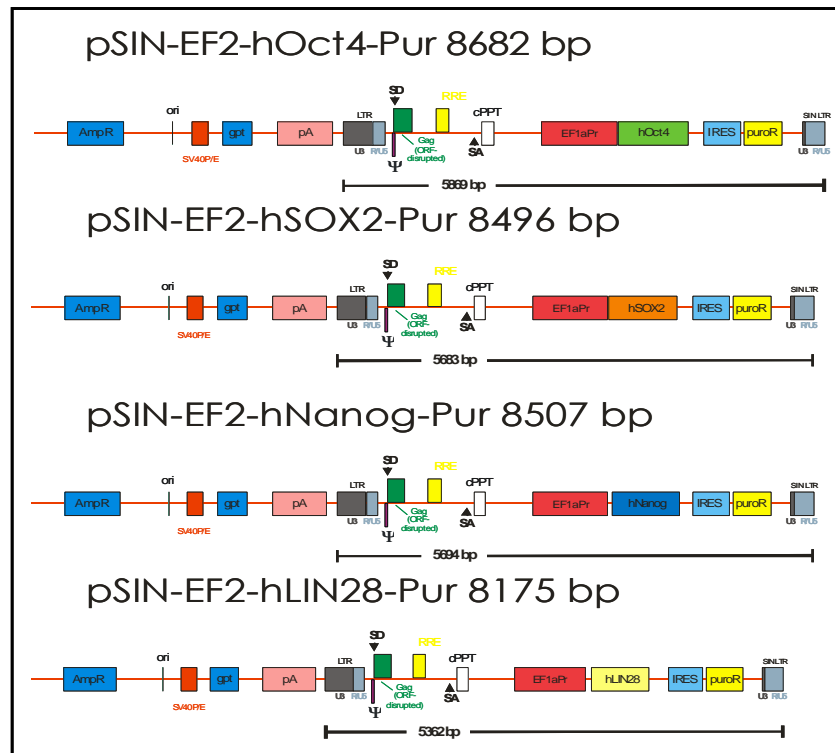 pSIN-EF2-hOct4-Pur 8682 bp
SD RRE
ori LTR cPPT
AmpR gpt pA EF1aPr hOct4 IRES puroR SIN LTR
SV40P/E U3 R/U5 Ψ Gag (ORF-disrupted) SA U3 R/U5
5869 bp
pSIN-EF2-hSOX2-Pur 8496 bp
SD RRE
ori LTR cPPT
AmpR gpt pA EF1aPr hSOX2 IRES puroR SIN LTR
SV40P/E U3 R/U5 Ψ Gag (ORF-disrupted) SA U3 R/U5
5683 bp
pSIN-EF2-hNanog-Pur 8507 bp
SD RRE
ori LTR cPPT
AmpR gpt pA EF1aPr hNanog IRES puroR SIN LTR
SV40P/E U3 R/U5 Ψ Gag (ORF-disrupted) SA U3 R/U5
5694 bp
pSIN-EF2-hLIN28-Pur 8175 bp
SD RRE
ori LTR cPPT
AmpR gpt pA EF1aPr hLIN28 IRES puroR SIN LTR
SV40P/E U3 R/U5 Ψ Gag (ORF-disrupted) SA U3 R/U5
5362 bp